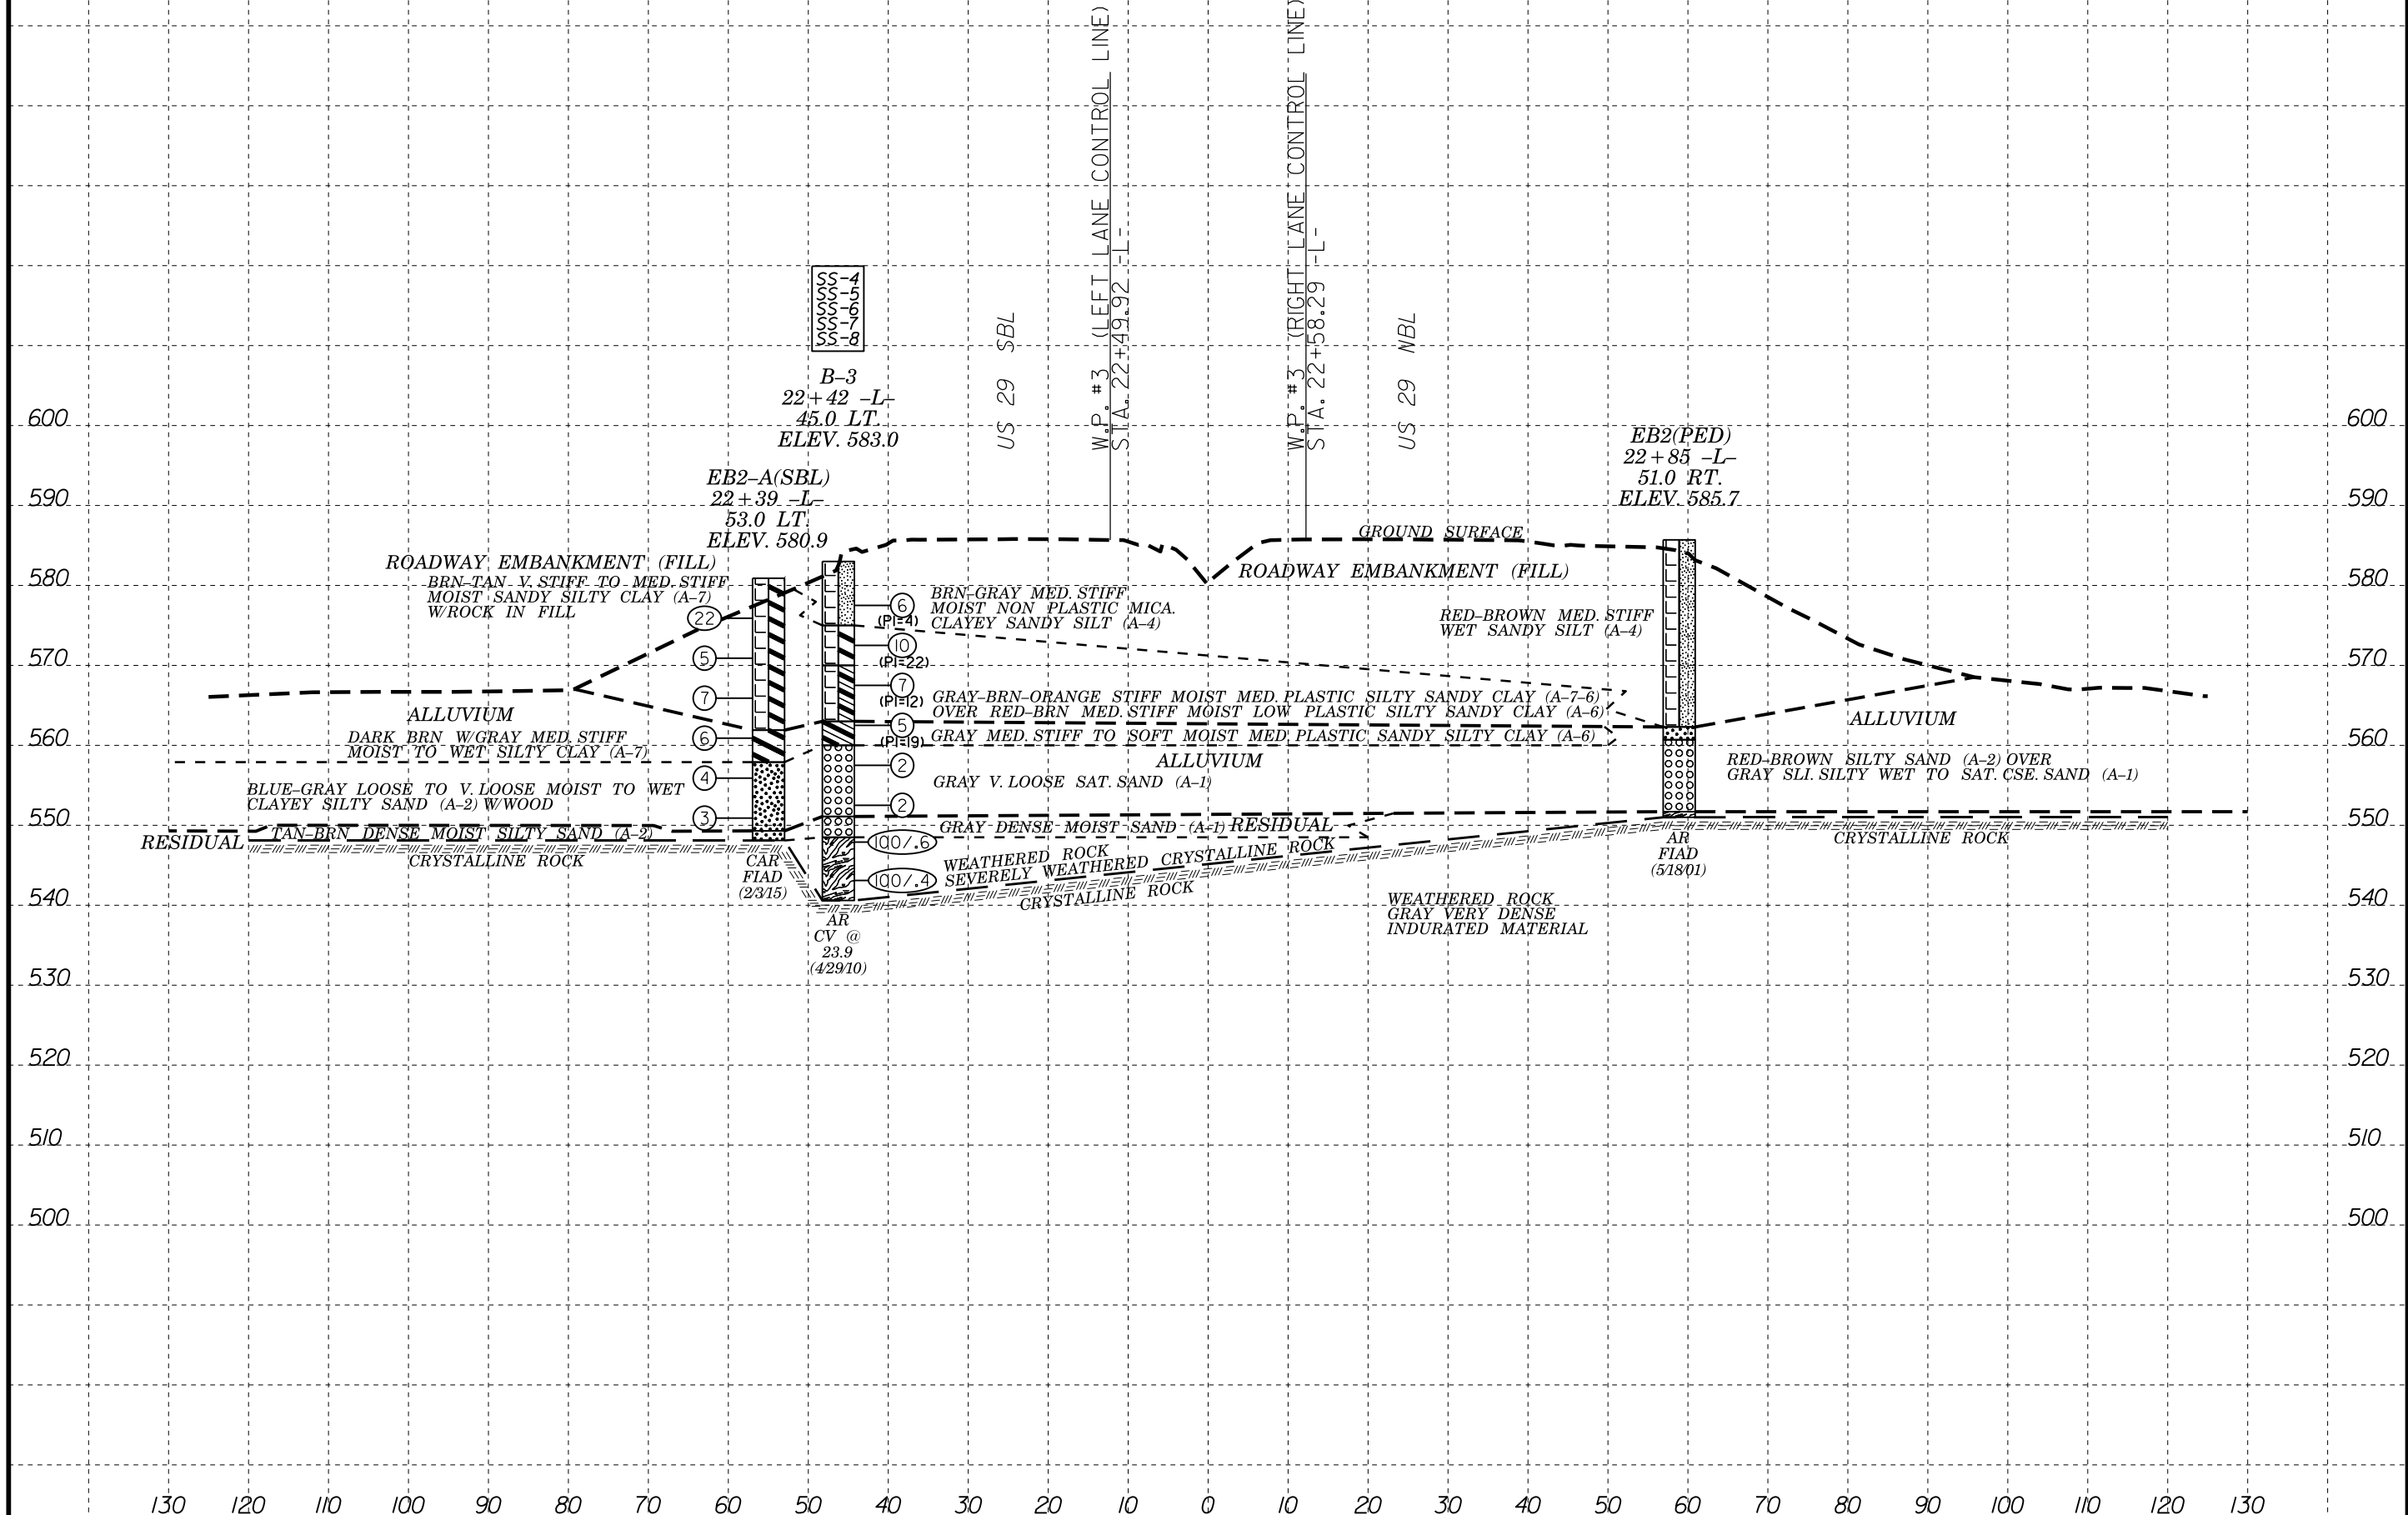 W.P. #3 (LEFT LANE CONTROL LINE)
STA. 22+49.92 -L-
W.P. #3 (RIGHT LANE CONTROL LINE)
STA. 22+58.29 -L-
US 29 SBL
US 29 NBL
SS-4
SS-5
SS-6
SS-7
SS-8
B-3
22+42 -L-
45.0 LT.
ELEV. 583.0
EB2-A(SBL)
22+39 -L-
53.0 LT.
ELEV. 580.9
EB2(PED)
22+85 -L-
51.0 RT.
ELEV. 585.7
600
600
590
590
580
580
570
570
560
560
550
550
540
540
530
530
520
520
510
510
500
500
GROUND SURFACE
ROADWAY EMBANKMENT (FILL)
BRN-TAN V. STIFF TO MED. STIFF
MOIST SANDY SILTY CLAY (A-7)
W/ROCK IN FILL
ROADWAY EMBANKMENT (FILL)
BRN-GRAY MED. STIFF
MOIST NON PLASTIC MICA.
CLAYEY SANDY SILT (A-4)
RED-BROWN MED. STIFF
WET SANDY SILT (A-4)
22
5
7
6
4
3
6
(PI=4)
10
(PI=22)
7
(PI=12)
5
(PI=19)
2
2
100/.6
100/.4
GRAY-BRN-ORANGE STIFF MOIST MED. PLASTIC SILTY SANDY CLAY (A-7-6)
OVER RED-BRN MED. STIFF MOIST LOW PLASTIC SILTY SANDY CLAY (A-6)
GRAY MED. STIFF TO SOFT MOIST MED. PLASTIC SANDY SILTY CLAY (A-6)
ALLUVIUM
DARK BRN W/GRAY MED. STIFF
MOIST TO WET SILTY CLAY (A-7)
ALLUVIUM
GRAY V. LOOSE SAT. SAND (A-1)
ALLUVIUM
RED-BROWN SILTY SAND (A-2) OVER
GRAY SLI. SILTY WET TO SAT. CSE. SAND (A-1)
BLUE-GRAY LOOSE TO V. LOOSE MOIST TO WET
CLAYEY SILTY SAND (A-2) W/WOOD
RESIDUAL
TAN-BRN DENSE MOIST SILTY SAND (A-2)
CRYSTALLINE ROCK
GRAY DENSE MOIST SAND (A-1)
RESIDUAL
WEATHERED ROCK
SEVERELY WEATHERED CRYSTALLINE ROCK
CRYSTALLINE ROCK
CRYSTALLINE ROCK
WEATHERED ROCK
GRAY VERY DENSE
INDURATED MATERIAL
CAR
FIAD
(2/3/15)
AR
CV @
23.9
(4/29/10)
AR
FIAD
(5/18/01)
130 120 110 100 90 80 70 60 50 40 30 20 10 0 10 20 30 40 50 60 70 80 90 100 110 120 130